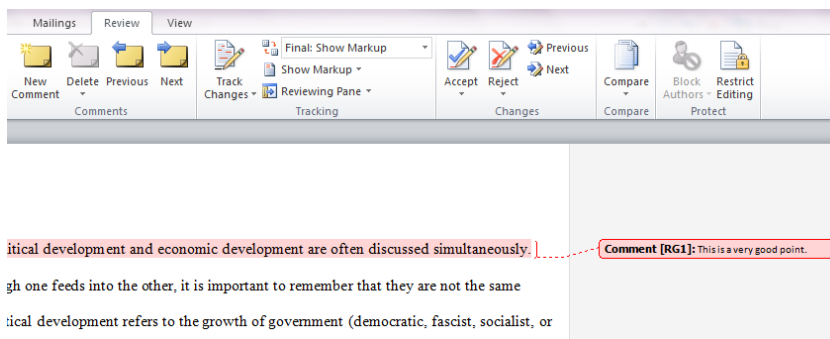 Mailings Review View
New Comment
Delete
Previous
Next
Comments
Track Changes
Final: Show Markup
Show Markup
Reviewing Pane
Tracking
Accept
Reject
Previous
Next
Changes
Compare
Compare
Block Authors
Restrict Editing
Protect
itical development and economic development are often discussed simultaneously.
Comment [RG1]: This is a very good point.
gh one feeds into the other, it is important to remember that they are not the same
tical development refers to the growth of government (democratic, fascist, socialist, or